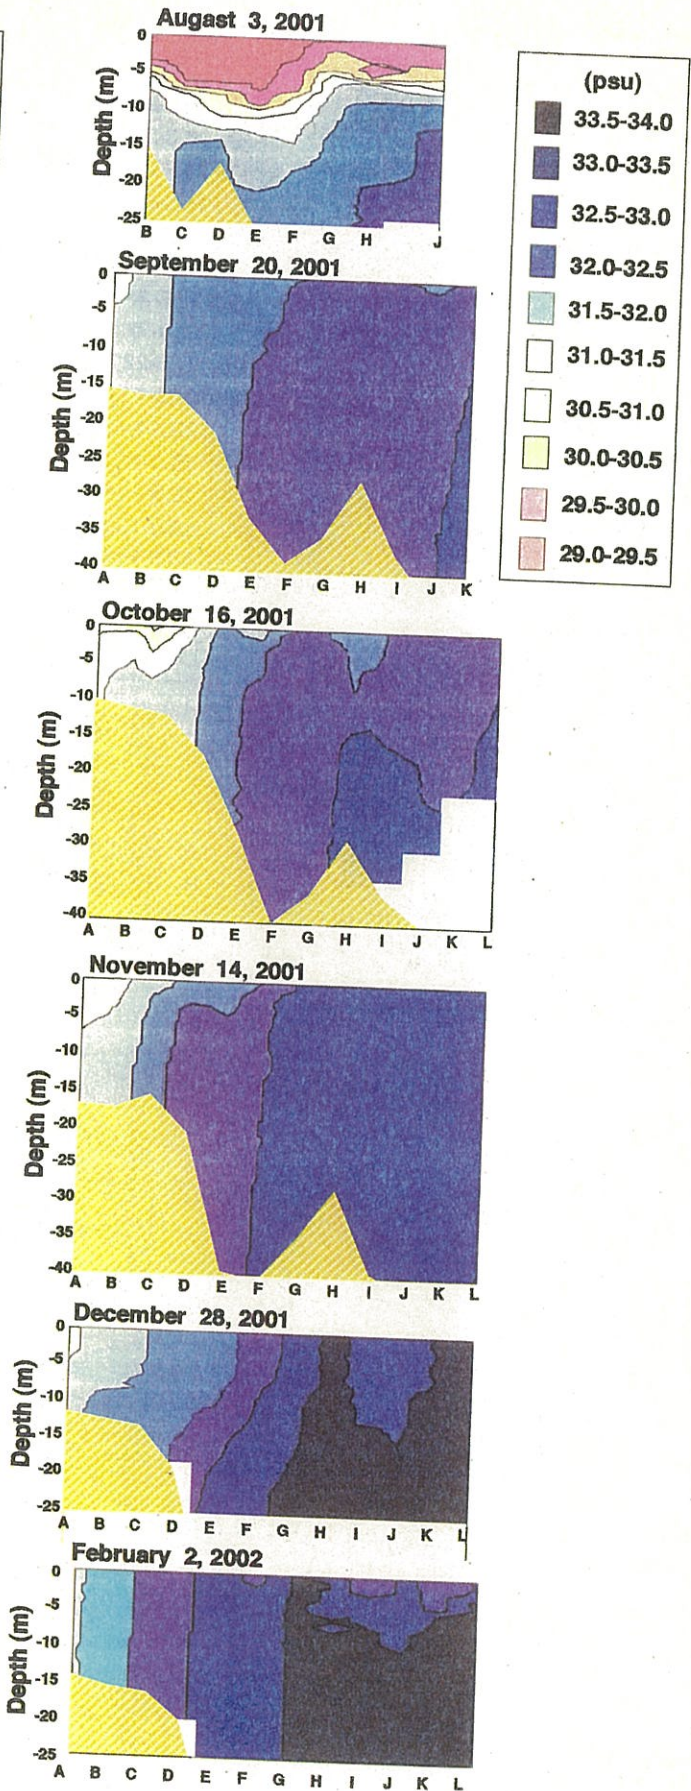 Augast 3, 2001
0
-5
-10
-15
-20
-25
Depth (m)
B C D E F G H J
(psu)
33.5-34.0
33.0-33.5
32.5-33.0
32.0-32.5
31.5-32.0
31.0-31.5
30.5-31.0
30.0-30.5
29.5-30.0
29.0-29.5
September 20, 2001
0
-5
-10
-15
-20
-25
-30
-35
-40
Depth (m)
A B C D E F G H I J K
October 16, 2001
0
-5
-10
-15
-20
-25
-30
-35
-40
Depth (m)
A B C D E F G H I J K L
November 14, 2001
0
-5
-10
-15
-20
-25
-30
-35
-40
Depth (m)
A B C D E F G H I J K L
December 28, 2001
0
-5
-10
-15
-20
-25
Depth (m)
A B C D E F G H I J K L
February 2, 2002
0
-5
-10
-15
-20
-25
Depth (m)
A B C D E F G H I J K L